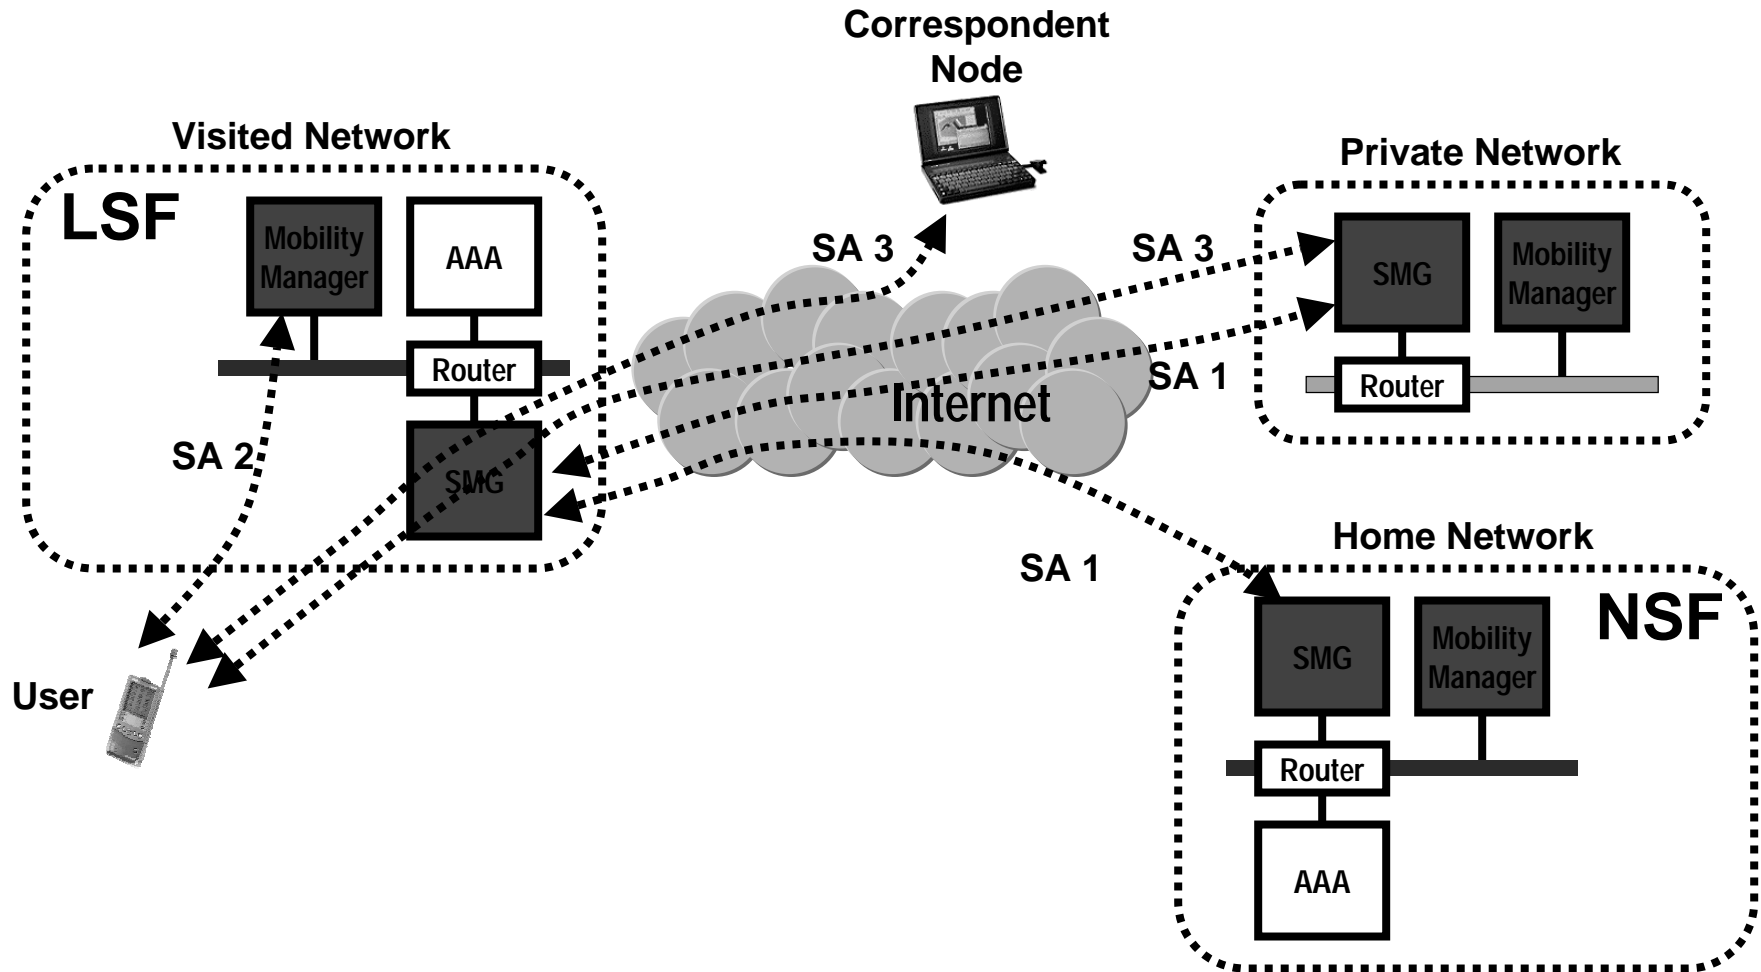 Correspondent
Node
Visited Network
Private Network
LSF
Mobility
Manager
AAA
SA 3
SA 3
SMG
Mobility
Manager
Router
SA 1
Router
Internet
SA 2
SMG
Home Network
SA 1
NSF
SMG
Mobility
Manager
User
Router
AAA